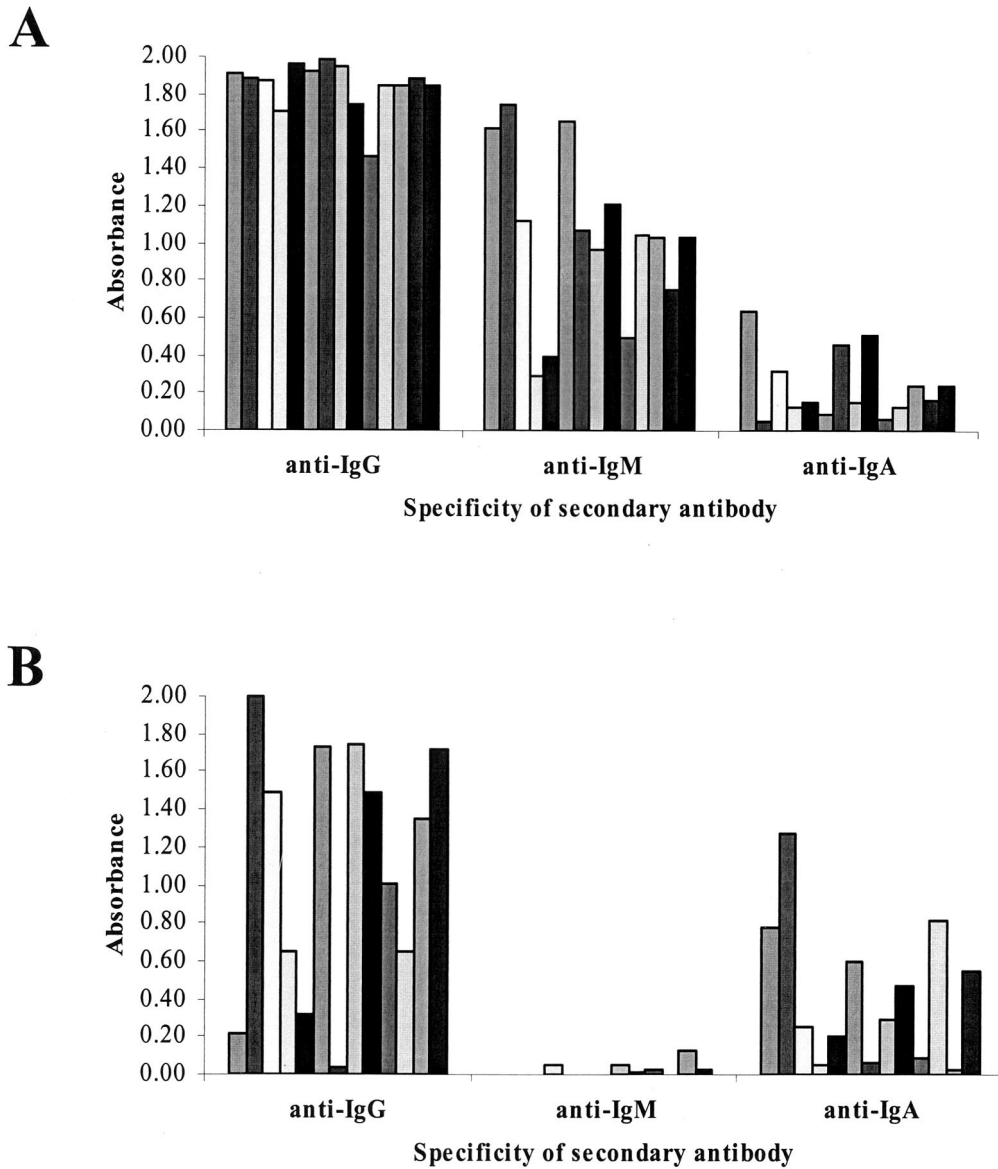 A
2.00
1.80
1.60
1.40
1.20
1.00
0.80
0.60
0.40
0.20
0.00
Absorbance
anti-IgG anti-IgM anti-IgA
Specificity of secondary antibody
B
2.00
1.80
1.60
1.40
1.20
1.00
0.80
0.60
0.40
0.20
0.00
Absorbance
anti-IgG anti-IgM anti-IgA
Specificity of secondary antibody